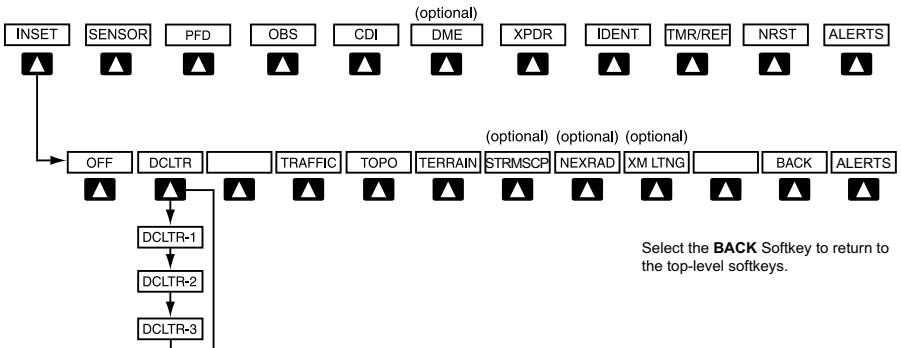 (optional)
INSET SENSOR PFD OBS CDI DME XPDR IDENT TMR/REF NRST ALERTS
(optional) (optional) (optional)
OFF DCLTR TRAFFIC TOPO TERRAIN STRMSCP NEXRAD XM LTNG BACK ALERTS
DCLTR-1
DCLTR-2
DCLTR-3
Select the BACK Softkey to return to
the top-level softkeys.